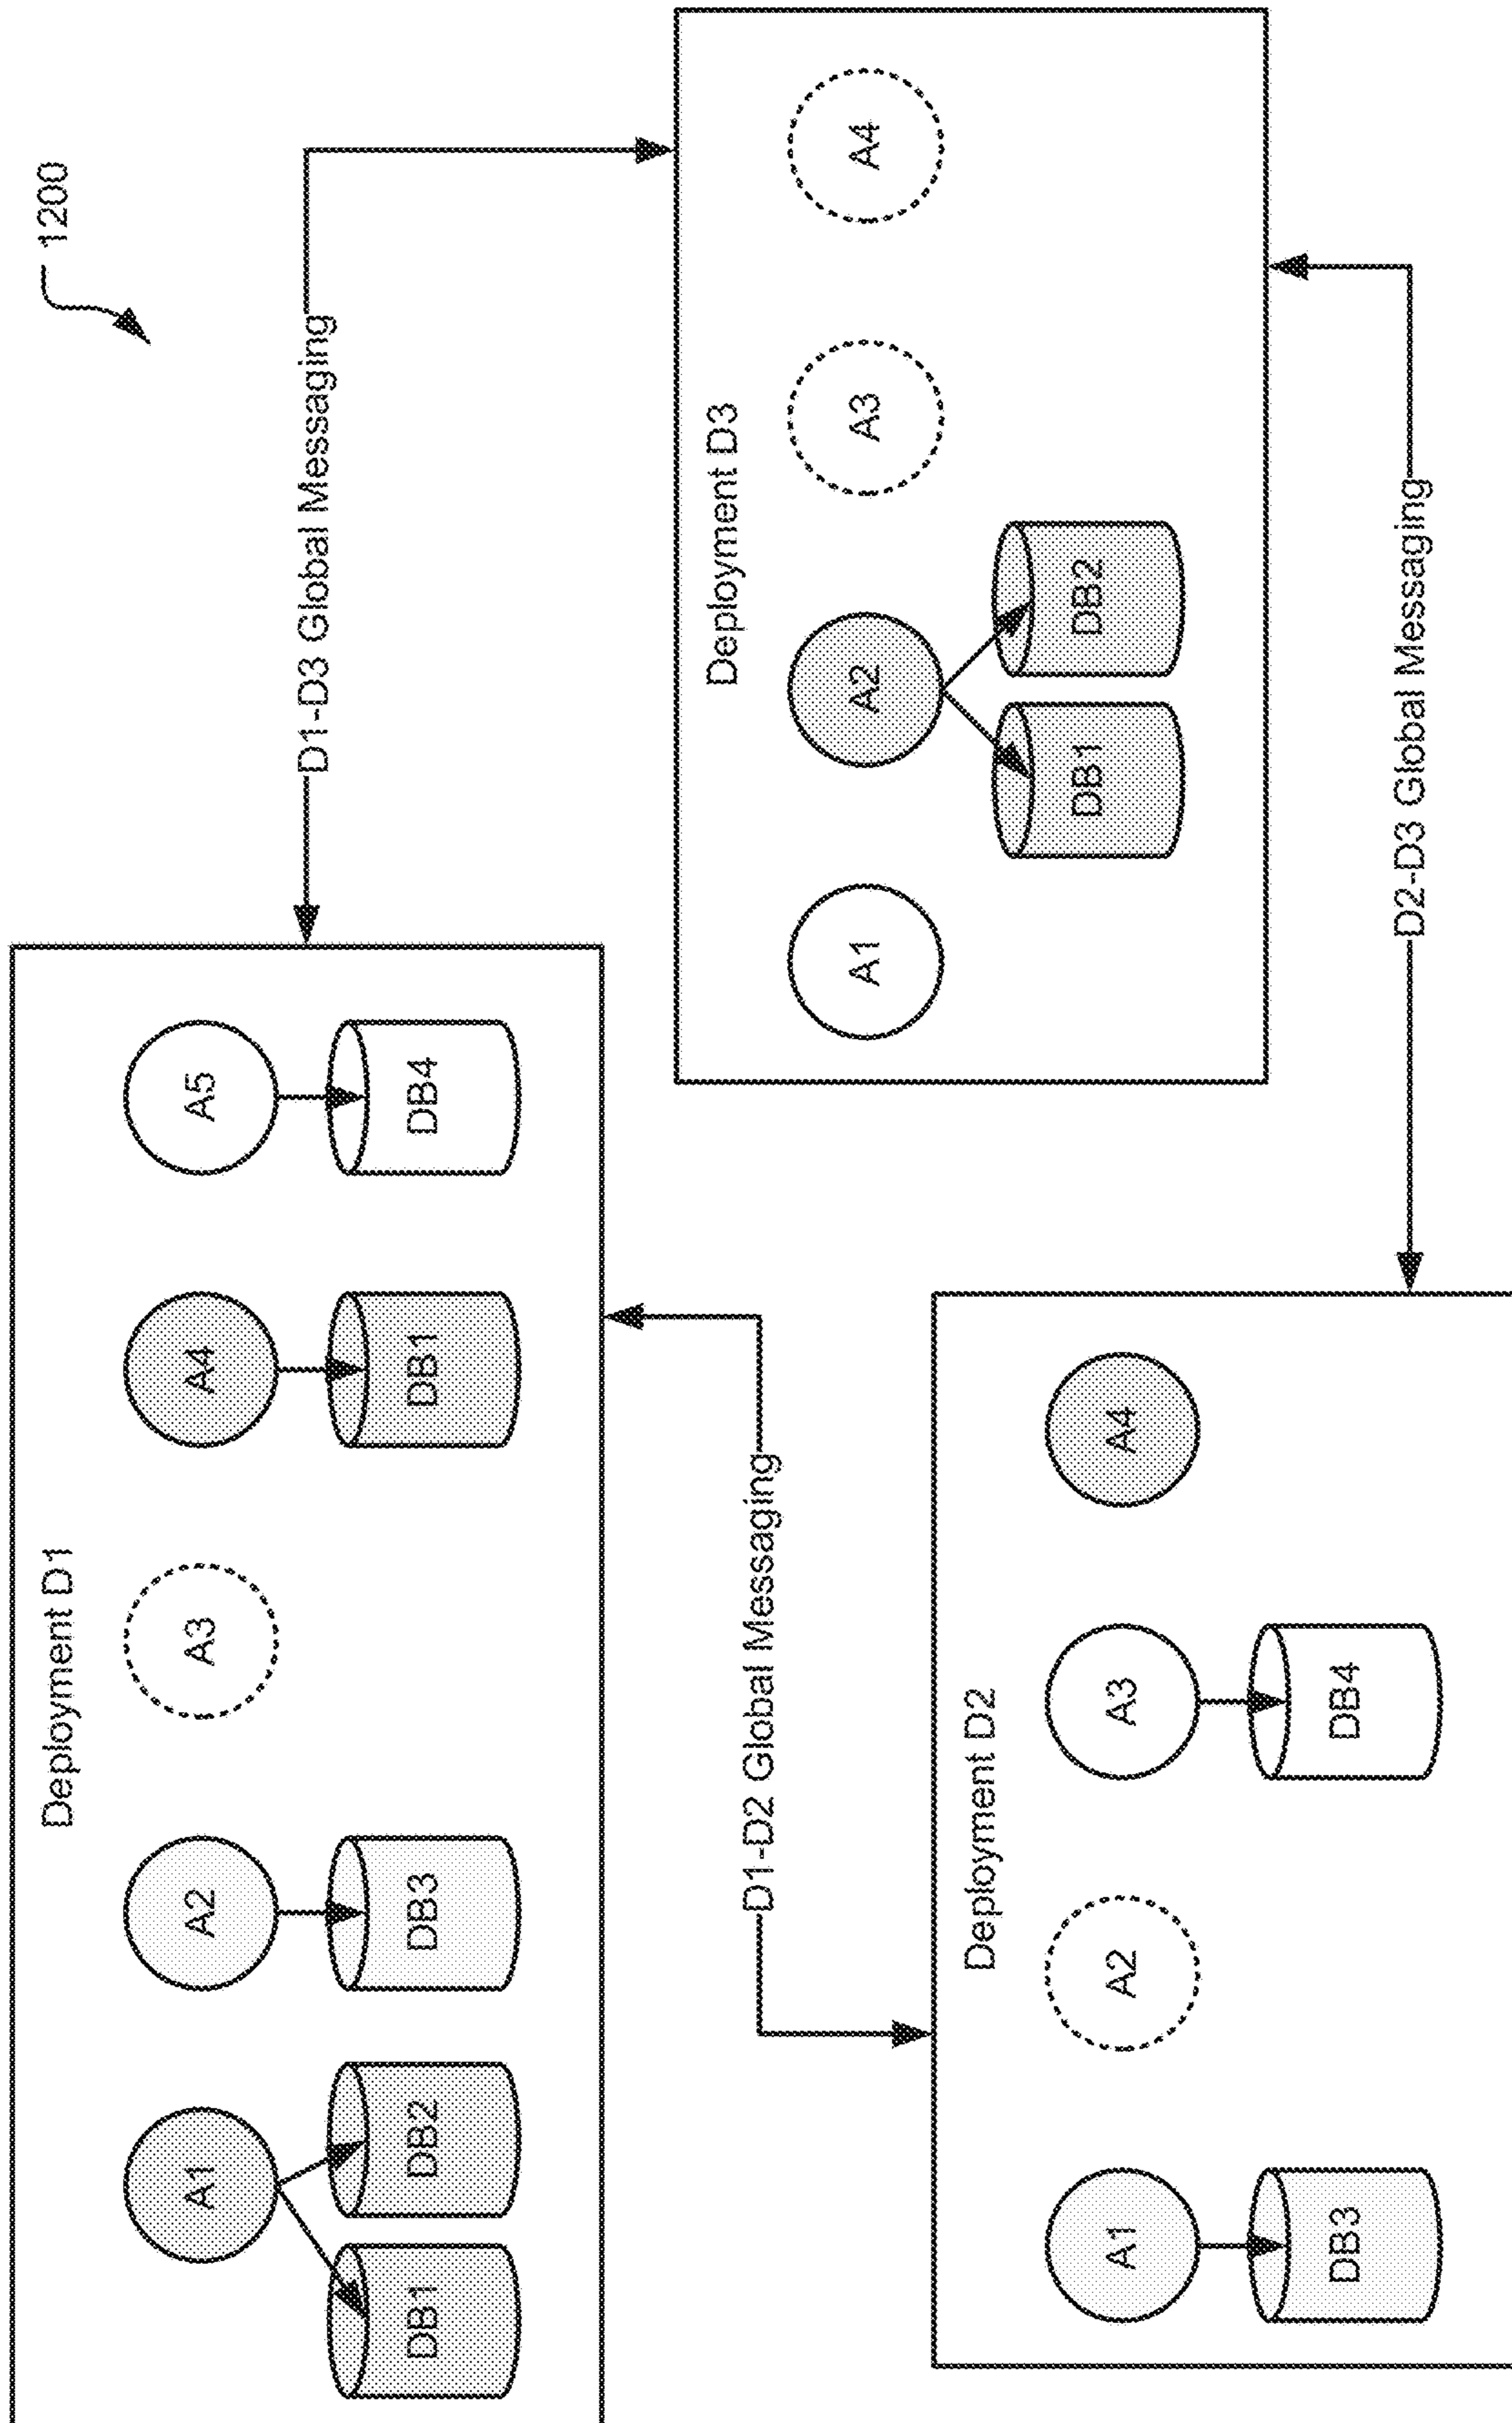 1200
Deployment D1
A1
A2
A3
A4
A5
DB1
DB2
DB3
DB1
DB4
D1-D3 Global Messaging
D1-D2 Global Messaging
Deployment D3
A1
A2
A3
A4
DB1
DB2
Deployment D2
A1
A2
A3
A4
DB3
DB4
D2-D3 Global Messaging